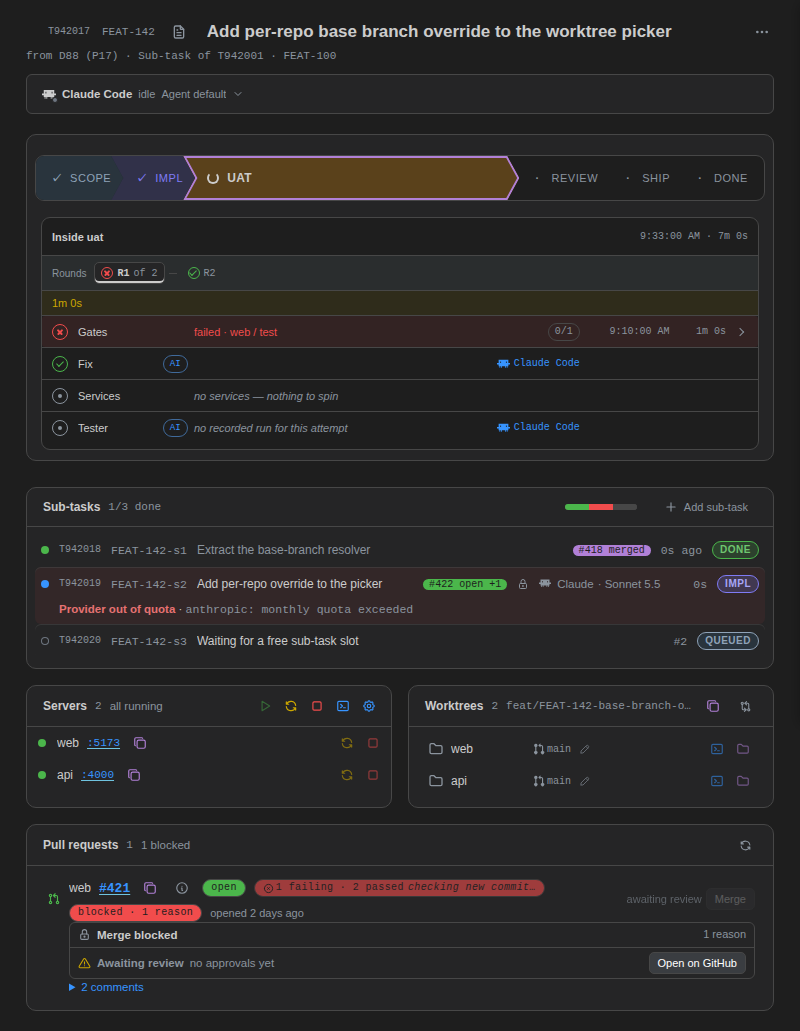 T942017 FEAT-142 Add per-repo base branch override to the worktree picker
from D88 (P17) · Sub-task of T942001 · FEAT-100
Claude Code idle Agent default
SCOPE IMPL UAT · REVIEW · SHIP · DONE
Inside uat 9:33:00 AM · 7m 0s
Rounds R1 of 2 — R2
1m 0s
Gates failed · web / test 0/1 9:10:00 AM 1m 0s
Fix AI Claude Code
Services no services — nothing to spin
Tester AI no recorded run for this attempt Claude Code
Sub-tasks 1/3 done Add sub-task
T942018 FEAT-142-s1 Extract the base-branch resolver #418 merged 0s ago DONE
T942019 FEAT-142-s2 Add per-repo override to the picker #422 open +1 Claude · Sonnet 5.5 0s IMPL
Provider out of quota · anthropic: monthly quota exceeded
T942020 FEAT-142-s3 Waiting for a free sub-task slot #2 QUEUED
Servers 2 all running
web :5173
api :4000
Worktrees 2 feat/FEAT-142-base-branch-o…
web main
api main
Pull requests 1 1 blocked
web #421 open 1 failing · 2 passed checking new commit…
blocked · 1 reason opened 2 days ago awaiting review Merge
Merge blocked 1 reason
Awaiting review no approvals yet Open on GitHub
2 comments